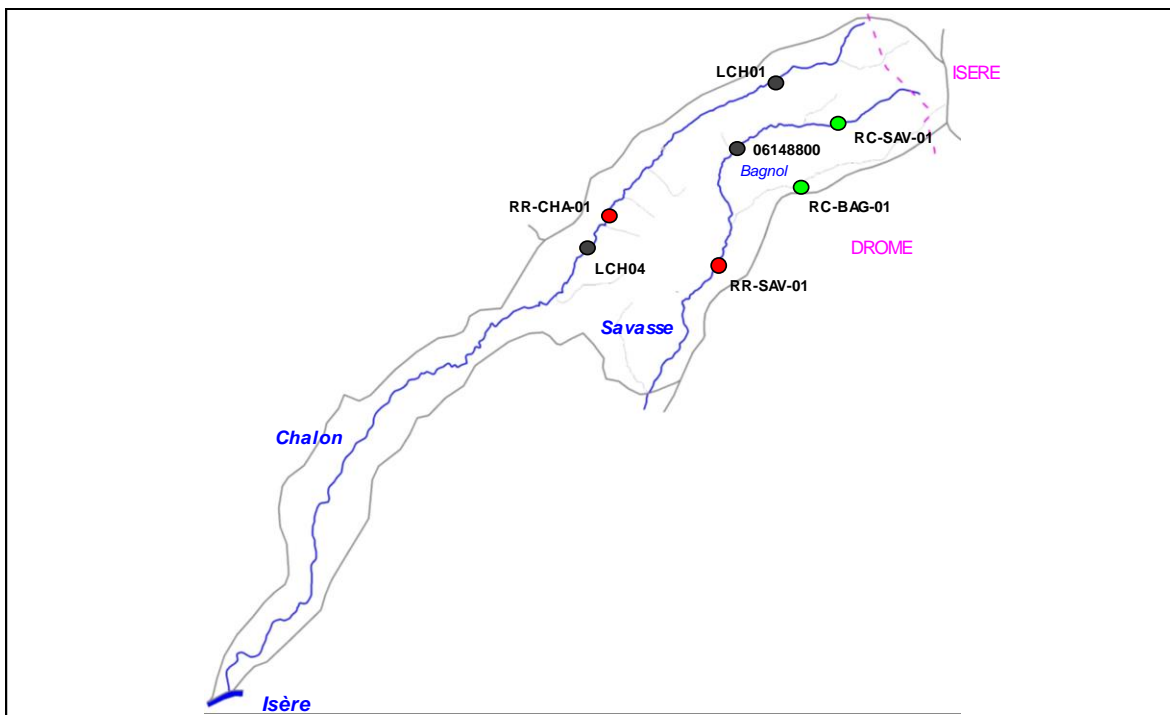 LCH01
ISERE
RC-SAV-01
06148800
Bagnol
RC-BAG-01
RR-CHA-01
DROME
LCH04
RR-SAV-01
Savasse
Chalon
Isère